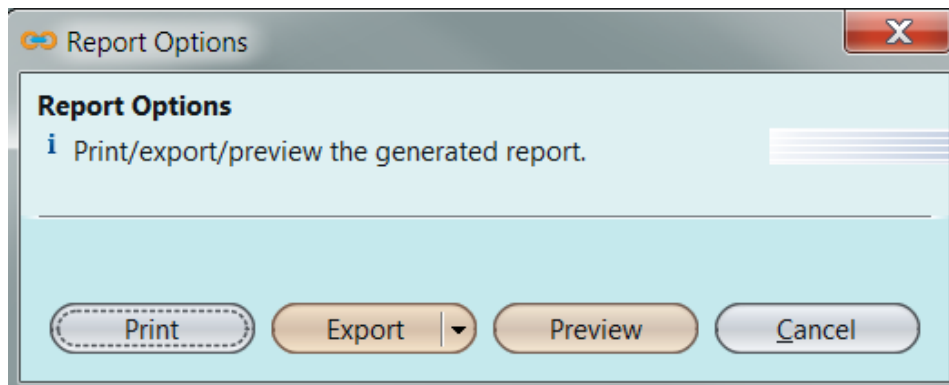 Report Options
Report Options
i Print/export/preview the generated report.
Print Export Preview Cancel